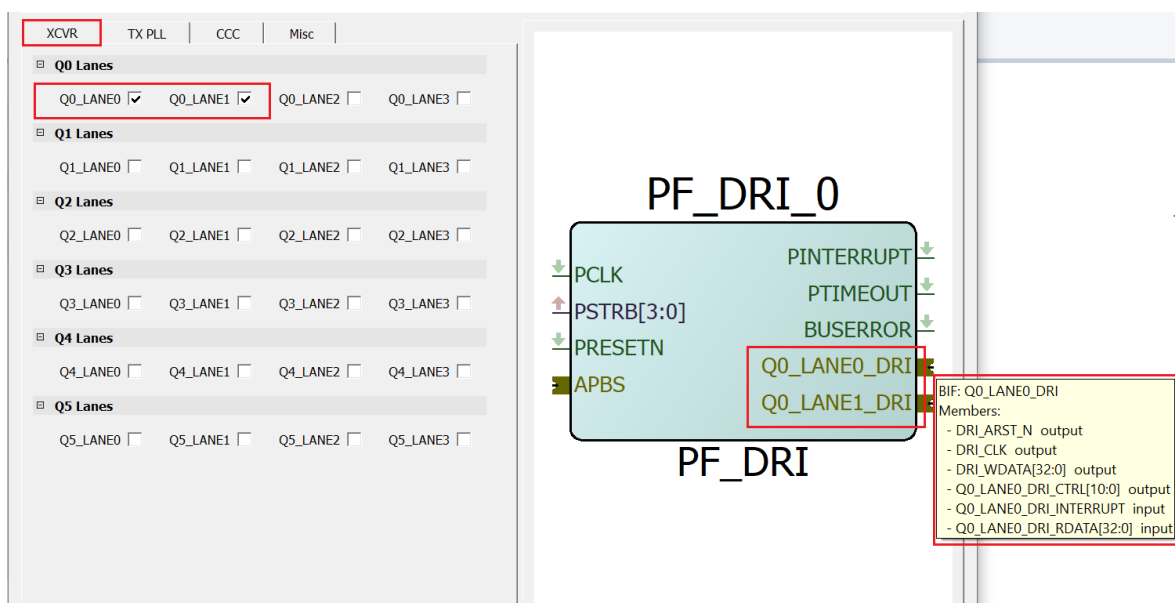 XCVR TX PLL CCC Misc
Q0 Lanes
Q0_LANE0 Q0_LANE1 Q0_LANE2 Q0_LANE3
Q1 Lanes
Q1_LANE0 Q1_LANE1 Q1_LANE2 Q1_LANE3
Q2 Lanes
Q2_LANE0 Q2_LANE1 Q2_LANE2 Q2_LANE3
Q3 Lanes
Q3_LANE0 Q3_LANE1 Q3_LANE2 Q3_LANE3
Q4 Lanes
Q4_LANE0 Q4_LANE1 Q4_LANE2 Q4_LANE3
Q5 Lanes
Q5_LANE0 Q5_LANE1 Q5_LANE2 Q5_LANE3
PF_DRI_0
PCLK
PSTRB[3:0]
PRESETN
APBS
PINTERRUPT
PTIMEOUT
BUSERROR
Q0_LANE0_DRI
Q0_LANE1_DRI
PF_DRI
BIF: Q0_LANE0_DRI
Members:
- DRI_ARST_N output
- DRI_CLK output
- DRI_WDATA[32:0] output
- Q0_LANE0_DRI_CTRL[10:0] output
- Q0_LANE0_DRI_INTERRUPT input
- Q0_LANE0_DRI_RDATA[32:0] input